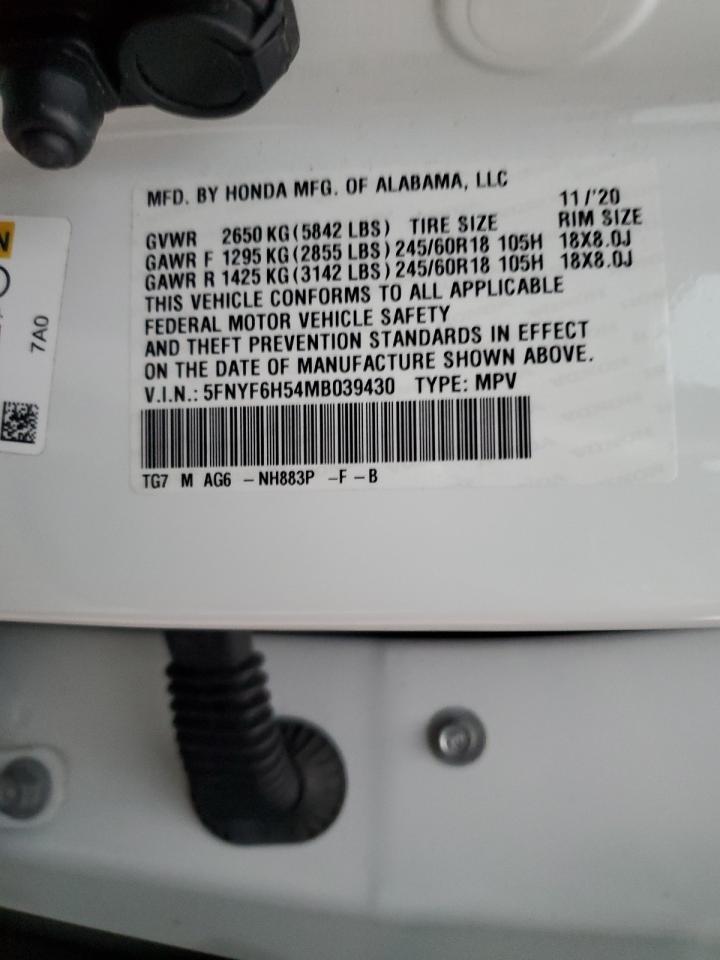 MFD. BY HONDA MFG. OF ALABAMA, LLC
11/'20
GVWR 2650 KG (5842 LBS) TIRE SIZE RIM SIZE
GAWR F 1295 KG (2855 LBS) 245/60R18 105H 18X8.0J
GAWR R 1425 KG (3142 LBS) 245/60R18 105H 18X8.0J
THIS VEHICLE CONFORMS TO ALL APPLICABLE
FEDERAL MOTOR VEHICLE SAFETY
AND THEFT PREVENTION STANDARDS IN EFFECT
ON THE DATE OF MANUFACTURE SHOWN ABOVE.
V.I.N.: 5FNYF6H54MB039430 TYPE: MPV
TG7 M AG6 - NH883P - F - B
7A0